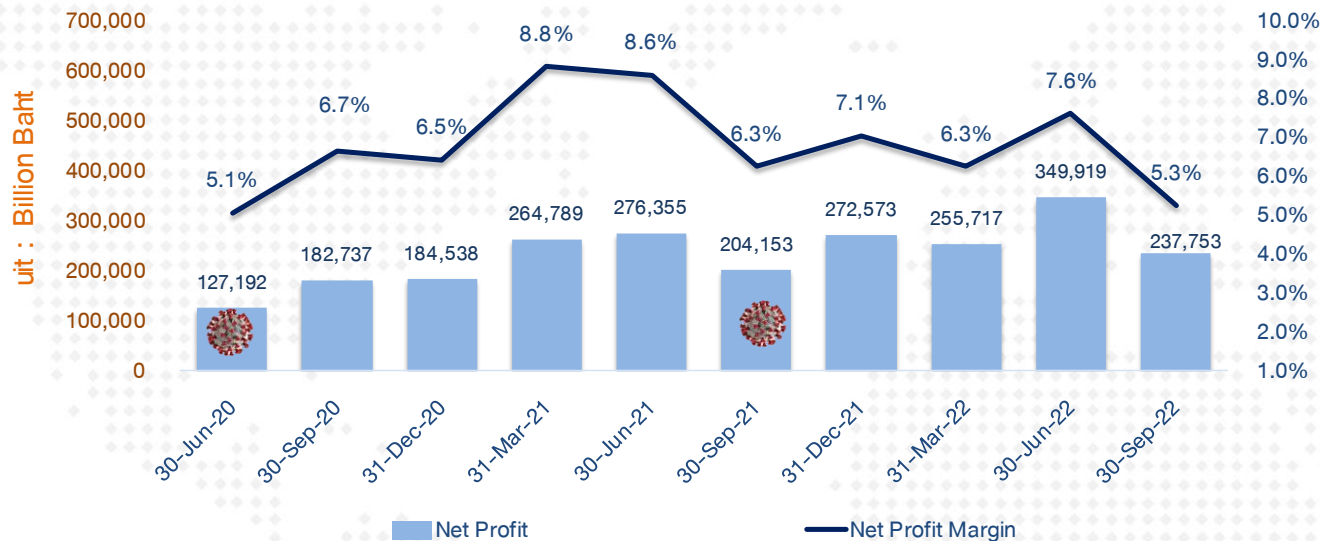 uit : Billion Baht
700,000
600,000
500,000
400,000
300,000
200,000
100,000
0
10.0%
9.0%
8.0%
7.0%
6.0%
5.0%
4.0%
3.0%
2.0%
1.0%
5.1%
6.7%
6.5%
8.8%
8.6%
6.3%
7.1%
6.3%
7.6%
5.3%
127,192
182,737
184,538
264,789
276,355
204,153
272,573
255,717
349,919
237,753
30-Jun-20
30-Sep-20
31-Dec-20
31-Mar-21
30-Jun-21
30-Sep-21
31-Dec-21
31-Mar-22
30-Jun-22
30-Sep-22
Net Profit
Net Profit Margin